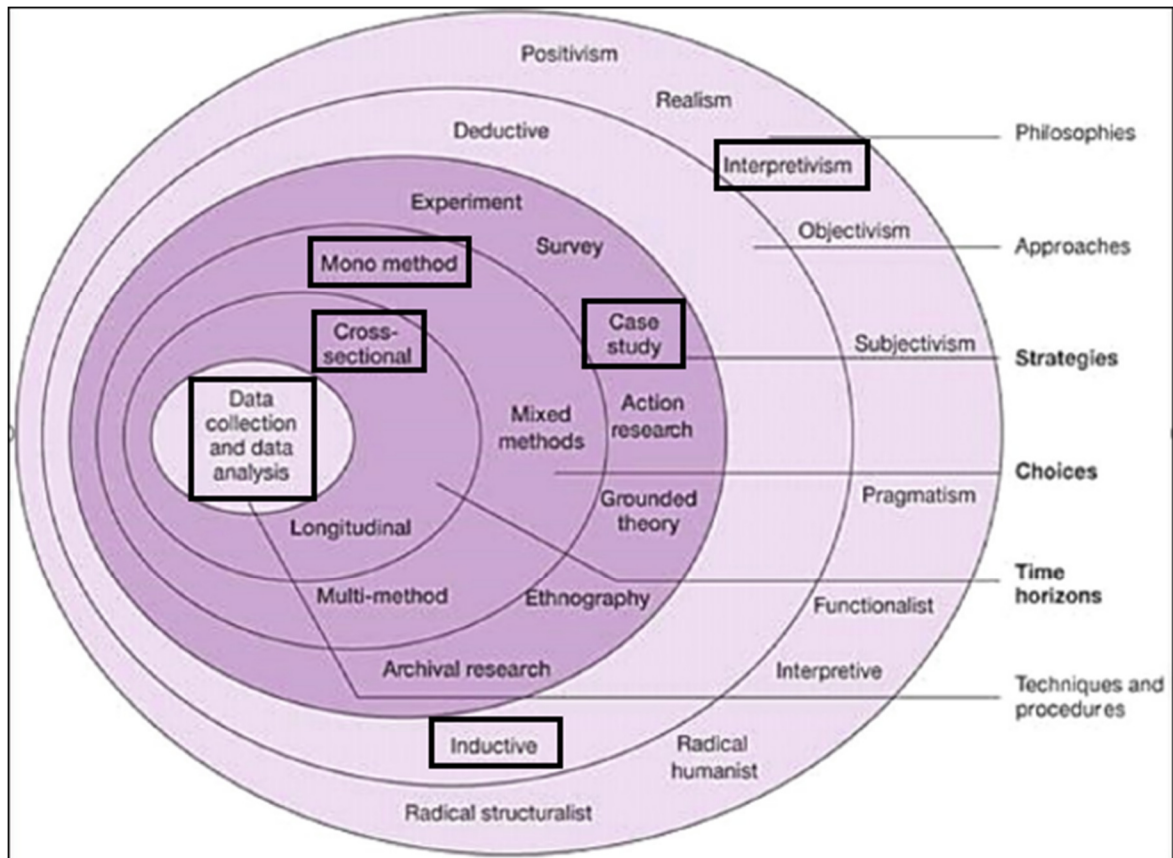 Positivism
Realism
Philosophies
Deductive
Interpretivism
Experiment
Objectivism
Survey
Approaches
Mono method
Case
study
Cross-
sectional
Subjectivism
Strategies
Data
collection
and data
analysis
Mixed
methods
Action
research
Choices
Pragmatism
Grounded
theory
Longitudinal
Time
horizons
Multi-method
Ethnography
Functionalist
Archival research
Interpretive
Techniques and
procedures
Inductive
Radical
humanist
Radical structuralist